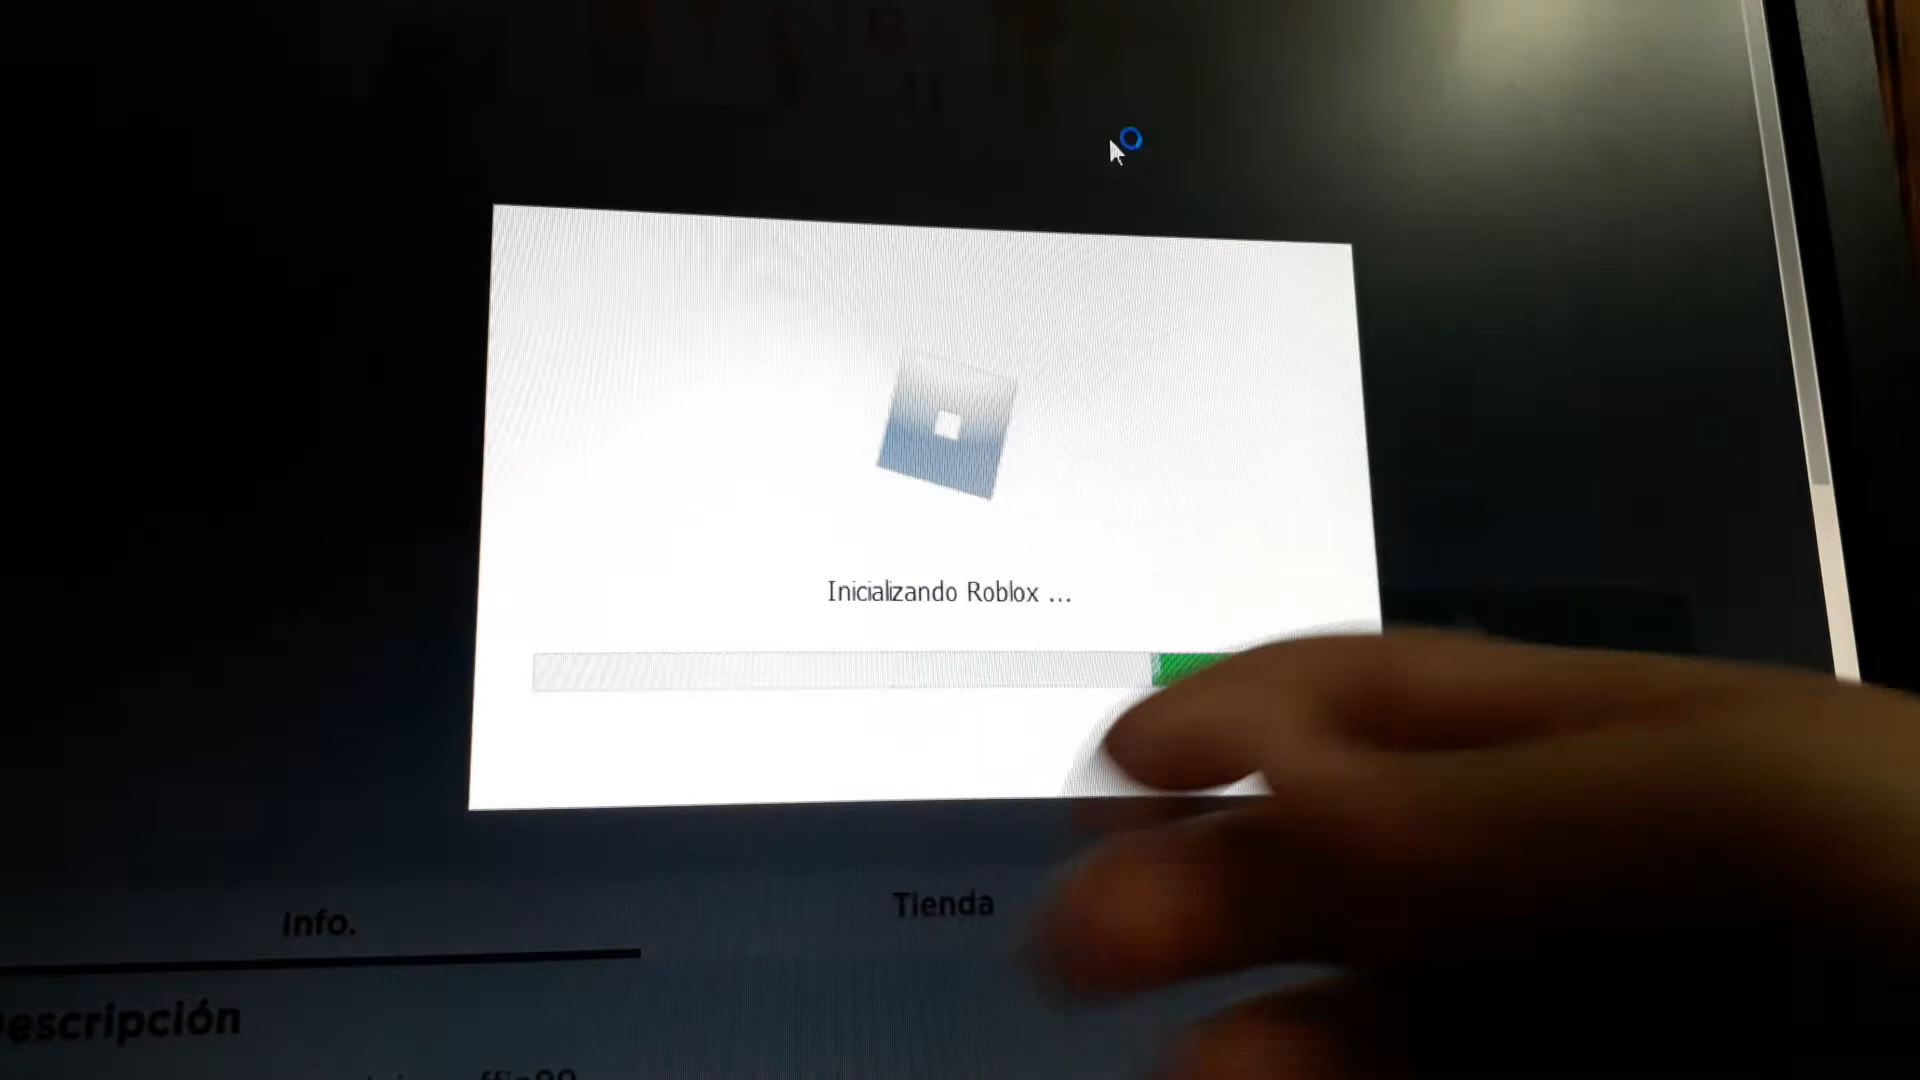 Inicializando Roblox ...
Info.
Tienda
escripción